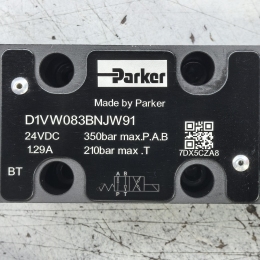 Parker
Made by Parker
D1VW083BNJW91
24VDC 350bar max.P.A.B
1.29A 210bar max .T
7DX5CZA8
BT
A B
P T